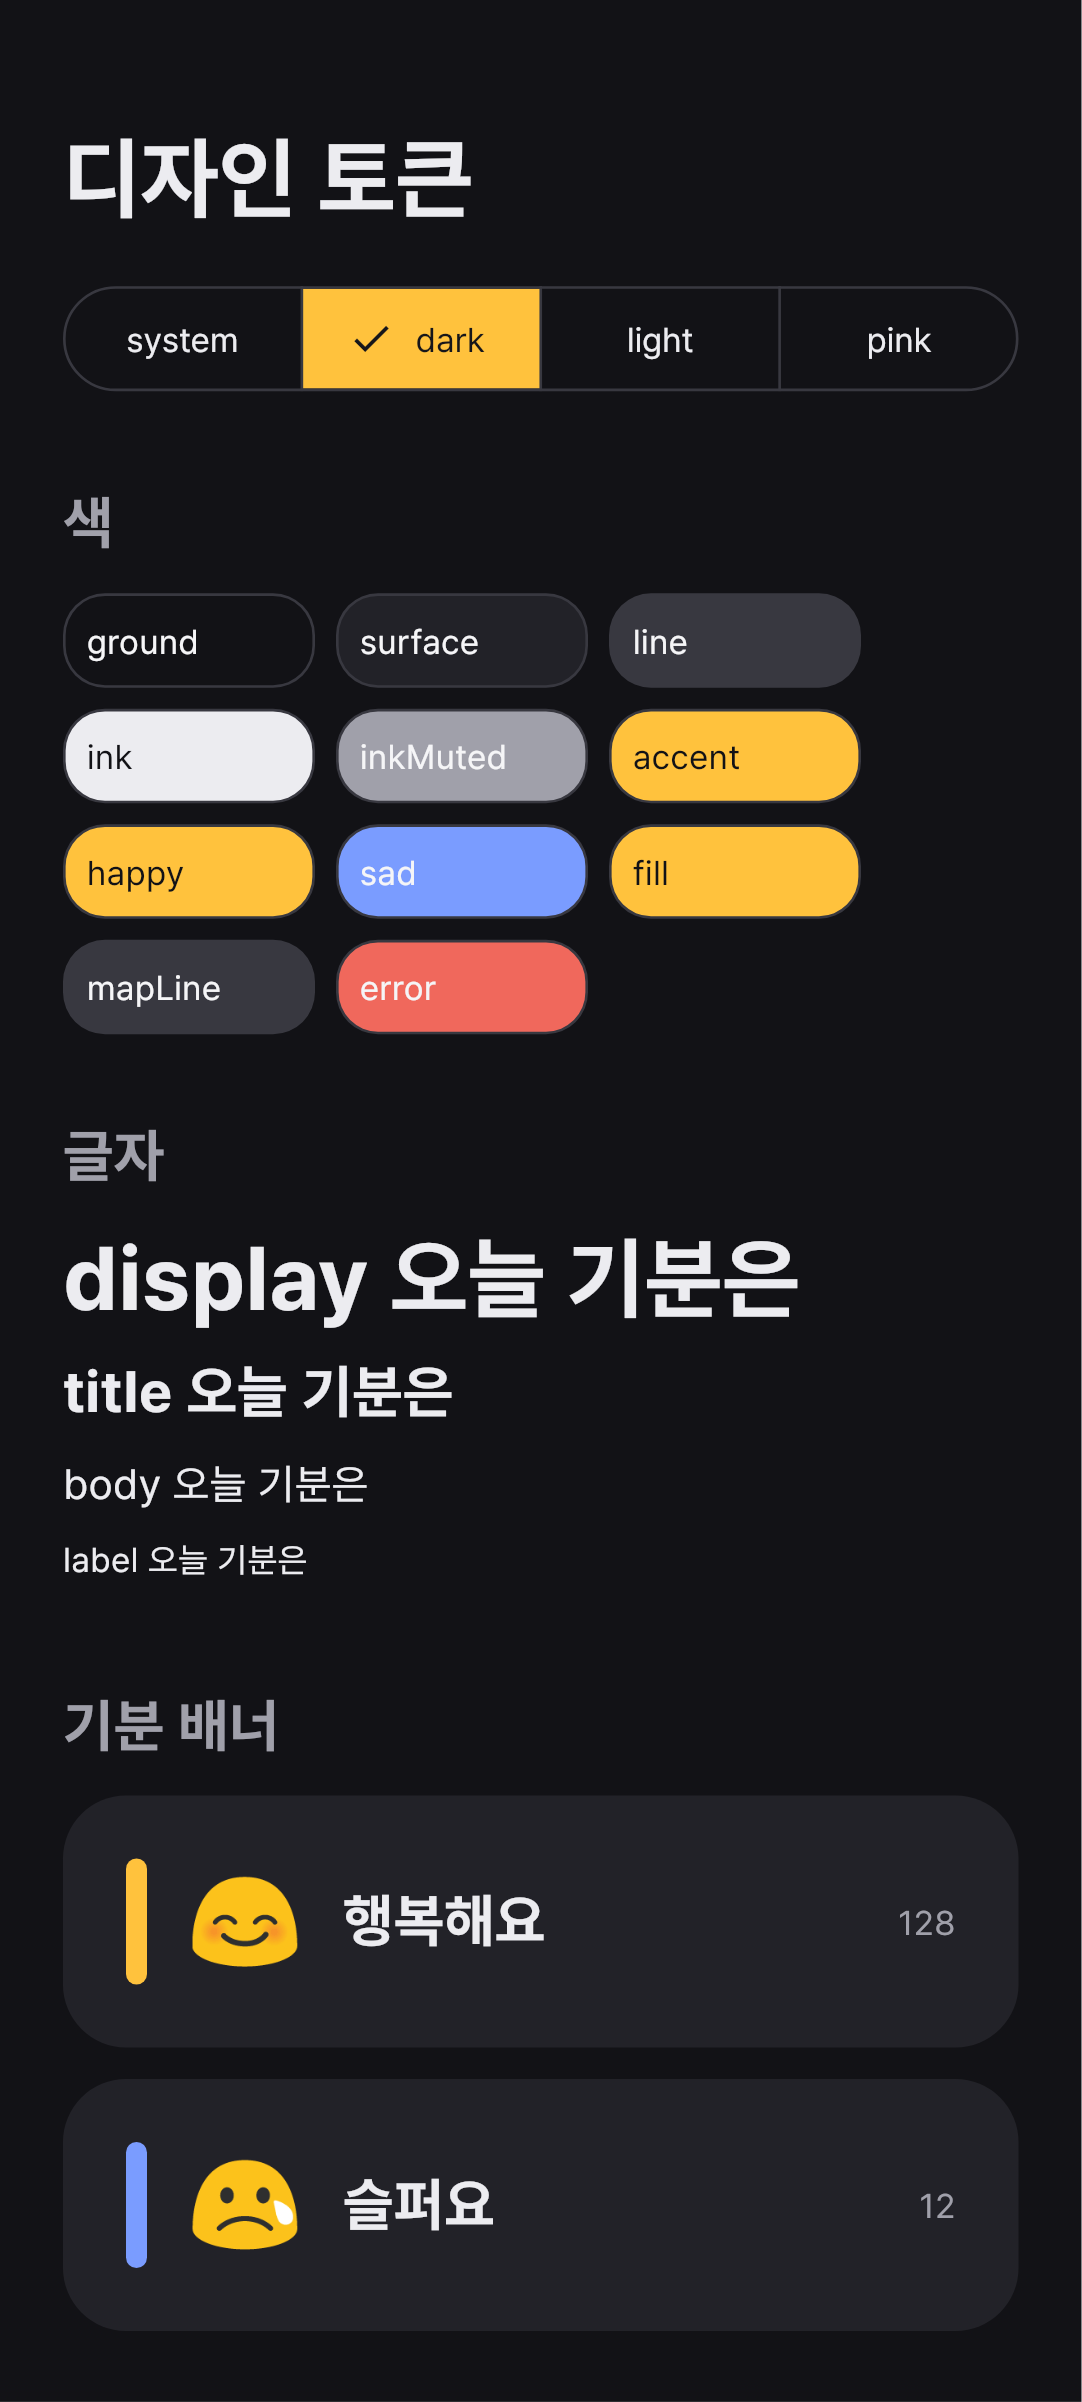 디자인 토큰
system dark light pink
색
ground surface line
ink inkMuted accent
happy sad fill
mapLine error
글자
display 오늘 기분은
title 오늘 기분은
body 오늘 기분은
label 오늘 기분은
기분 배너
행복해요 128
슬퍼요 12